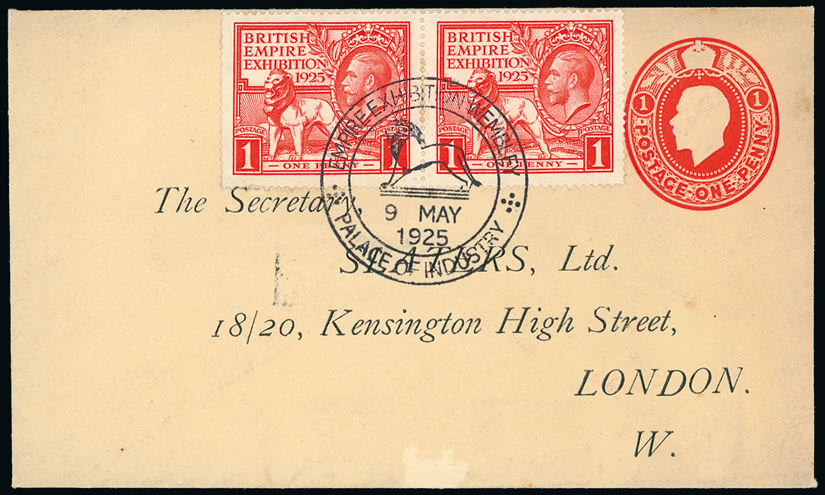 BRITISH
EMPIRE
EXHIBITION
1925
POSTAGE POSTAGE
1 ONE PENNY 1
BRITISH
EMPIRE
EXHIBITION
1925
POSTAGE
1 ONE PENNY 1
1 1
POSTAGE·ONE·PENNY
EMPIRE EXHIBITION WEMBLEY
9 MAY
1925
PALACE OF INDUSTRY
The Secretary,
SLATERS, Ltd.
18/20, Kensington High Street,
LONDON.
W.